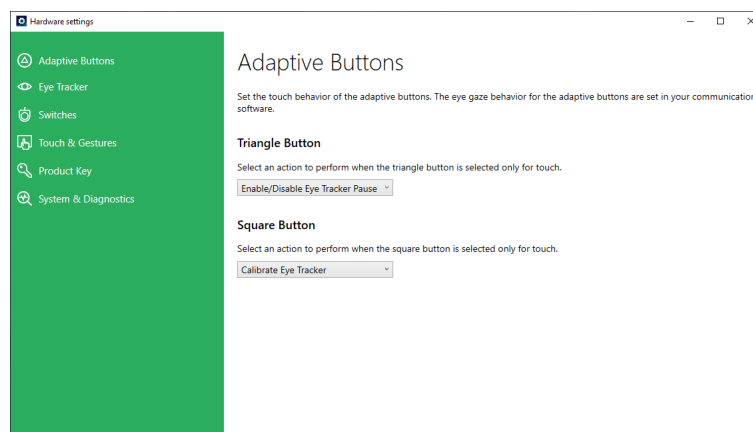 Hardware settings
Adaptive Buttons
Eye Tracker
Switches
Touch & Gestures
Product Key
System & Diagnostics
Adaptive Buttons
Set the touch behavior of the adaptive buttons. The eye gaze behavior for the adaptive buttons are set in your communication
software.
Triangle Button
Select an action to perform when the triangle button is selected only for touch.
Enable/Disable Eye Tracker Pause
Square Button
Select an action to perform when the square button is selected only for touch.
Calibrate Eye Tracker